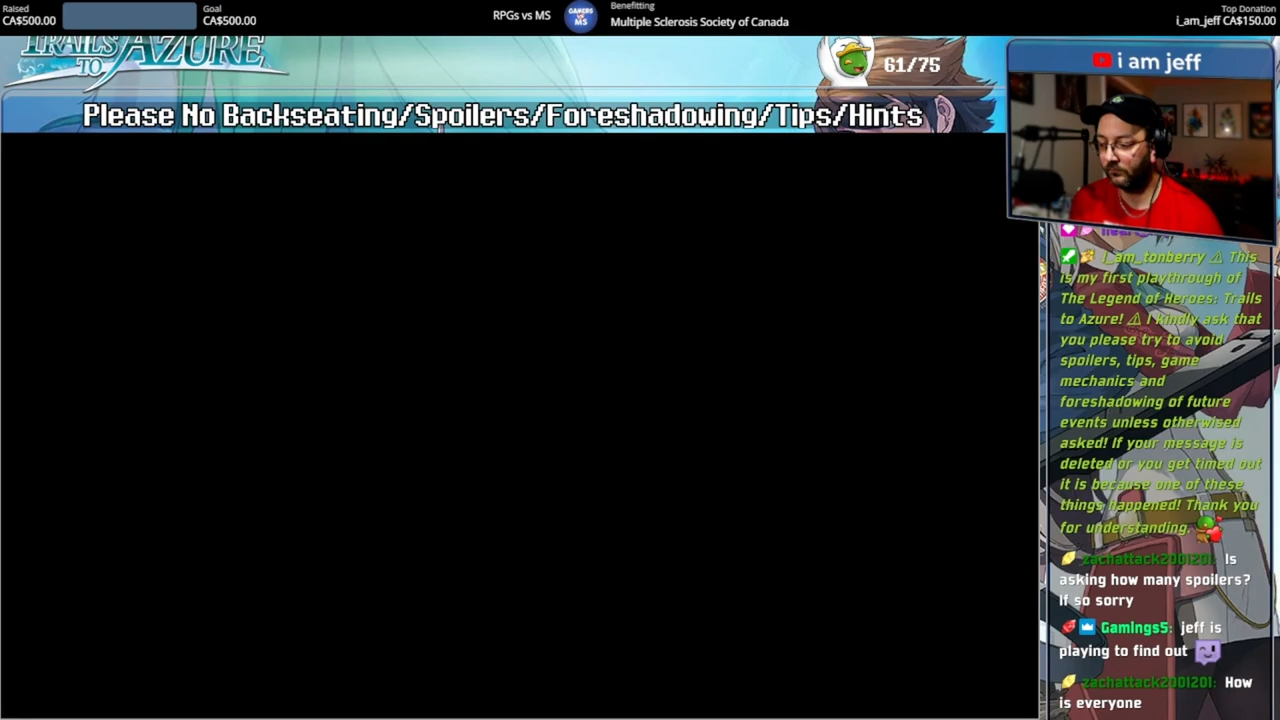 Raised
CA$500.00
Goal
CA$500.00
RPGs vs MS
GAMERS
VS
MS
Benefitting
Multiple Sclerosis Society of Canada
Top Donation
i_am_jeff CA$150.00
TRAILS
TO AZURE
61/75
i am jeff
Please No Backseating/Spoilers/Foreshadowing/Tips/Hints
i_am_tonberry ⚠ This
is my first playthrough of
The Legend of Heroes: Trails
to Azure! ⚠ I kindly ask that
you please try to avoid
spoilers, tips, game
mechanics and
foreshadowing of future
events unless otherwised
asked! If your message is
deleted or you get timed out
it is because one of these
things happened! Thank you
for understanding.
zachattack2001201: Is
asking how many spoilers?
If so sorry
Gamings5: jeff is
playing to find out
zachattack2001201: How
is everyone